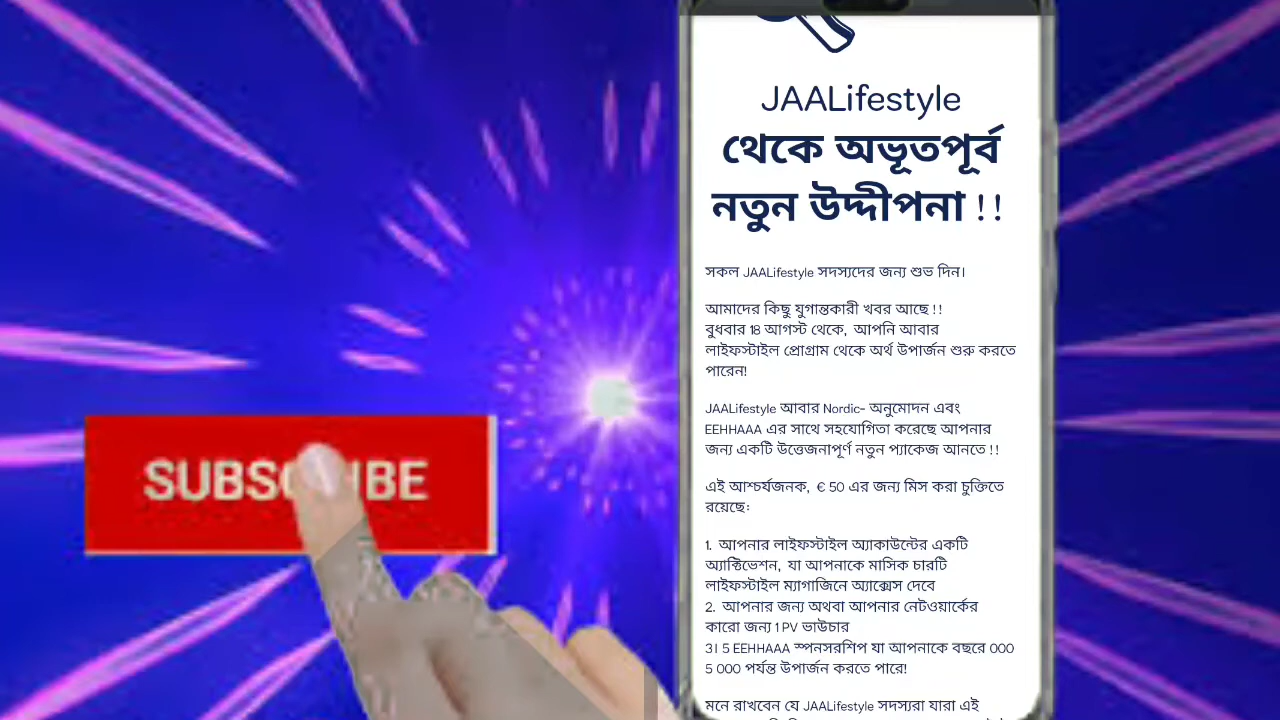 SUBSCRIBE
JAALifestyle
থেকে অভূতপূর্ব
নতুন উদ্দীপনা !!
সকল JAALifestyle সদস্যদের জন্য শুভ দিন।
আমাদের কিছু যুগান্তকারী খবর আছে !!
বুধবার 18 আগস্ট থেকে, আপনি আবার
লাইফস্টাইল প্রোগ্রাম থেকে অর্থ উপার্জন শুরু করতে
পারেন!
JAALifestyle আবার Nordic- অনুমোদন এবং
EEHHAAA এর সাথে সহযোগিতা করেছে আপনার
জন্য একটি উত্তেজনাপূর্ণ নতুন প্যাকেজ আনতে !!
এই আশ্চর্যজনক, € 50 এর জন্য মিস করা চুক্তিতে
রয়েছে:
1. আপনার লাইফস্টাইল অ্যাকাউন্টের একটি
অ্যাক্টিভেশন, যা আপনাকে মাসিক চারটি
লাইফস্টাইল ম্যাগাজিনে অ্যাক্সেস দেবে
2. আপনার জন্য অথবা আপনার নেটওয়ার্কের
কারো জন্য 1 PV ভাউচার
3। 5 EEHHAAA স্পনসরশিপ যা আপনাকে বছরে 000
5 000 পর্যন্ত উপার্জন করতে পারে!
মনে রাখবেন যে JAALifestyle সদস্যরা যারা এই